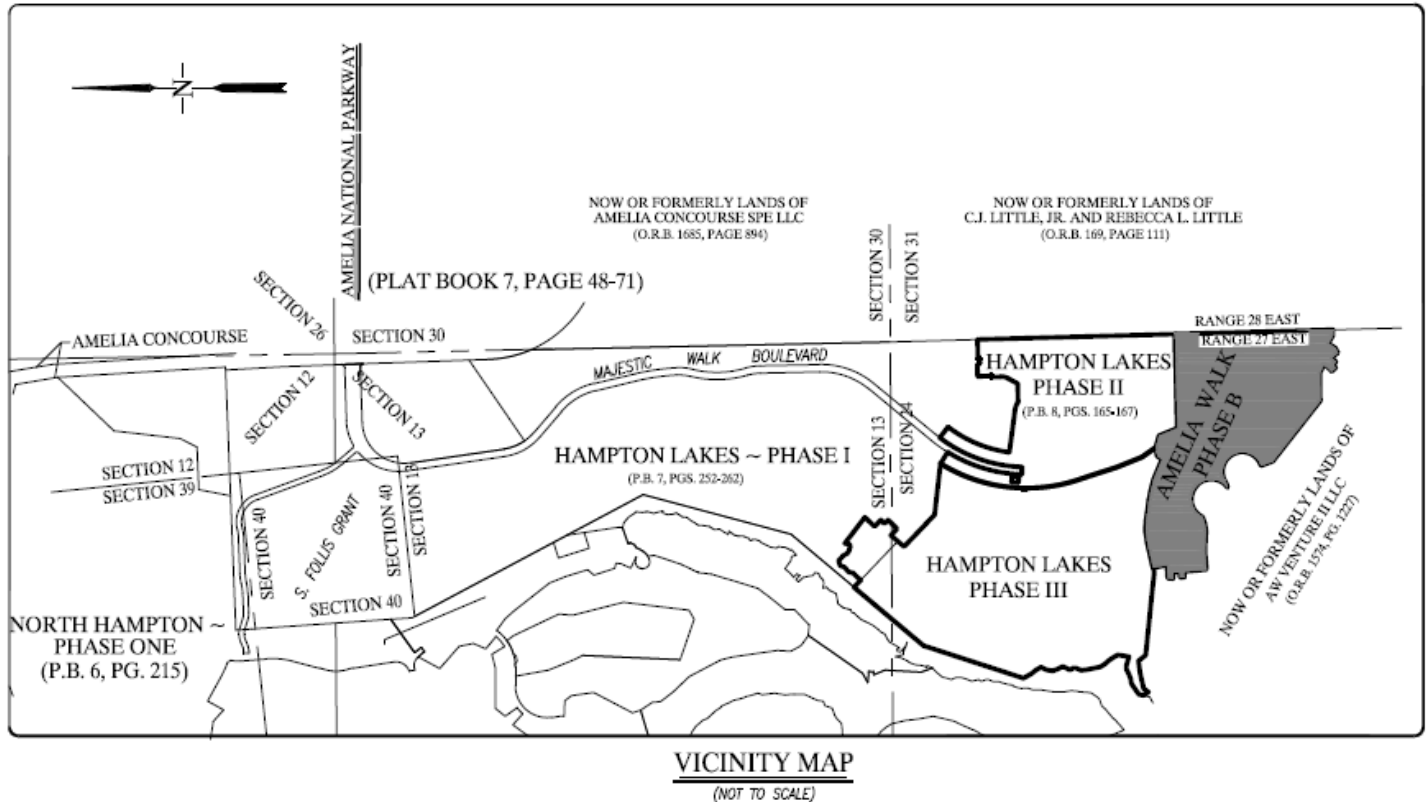 N
AMELIA NATIONAL PARKWAY
NOW OR FORMERLY LANDS OF
AMELIA CONCOURSE SPE LLC
(O.R.B. 1685, PAGE 894)
NOW OR FORMERLY LANDS OF
C.J. LITTLE, JR. AND REBECCA L. LITTLE
(O.R.B. 169, PAGE 111)
SECTION 30
SECTION 31
(PLAT BOOK 7, PAGE 48-71)
SECTION 26
SECTION 30
AMELIA CONCOURSE
RANGE 28 EAST
RANGE 27 EAST
MAJESTIC WALK BOULEVARD
SECTION 12
SECTION 13
HAMPTON LAKES
PHASE II
(P.B. 8, PGS. 165-167)
AMELIA WALK
PHASE B
HAMPTON LAKES ~ PHASE I
(P.B. 7, PGS. 252-262)
SECTION 13
SECTION 24
SECTION 12
SECTION 39
SECTION 40
S. FOLLIS GRANT
SECTION 40
SECTION 13
SECTION 40
HAMPTON LAKES
PHASE III
NOW OR FORMERLY LANDS OF
AW VENTURE II LLC
(O.R.B. 1574, PG. 1227)
NORTH HAMPTON ~
PHASE ONE
(P.B. 6, PG. 215)
VICINITY MAP
(NOT TO SCALE)